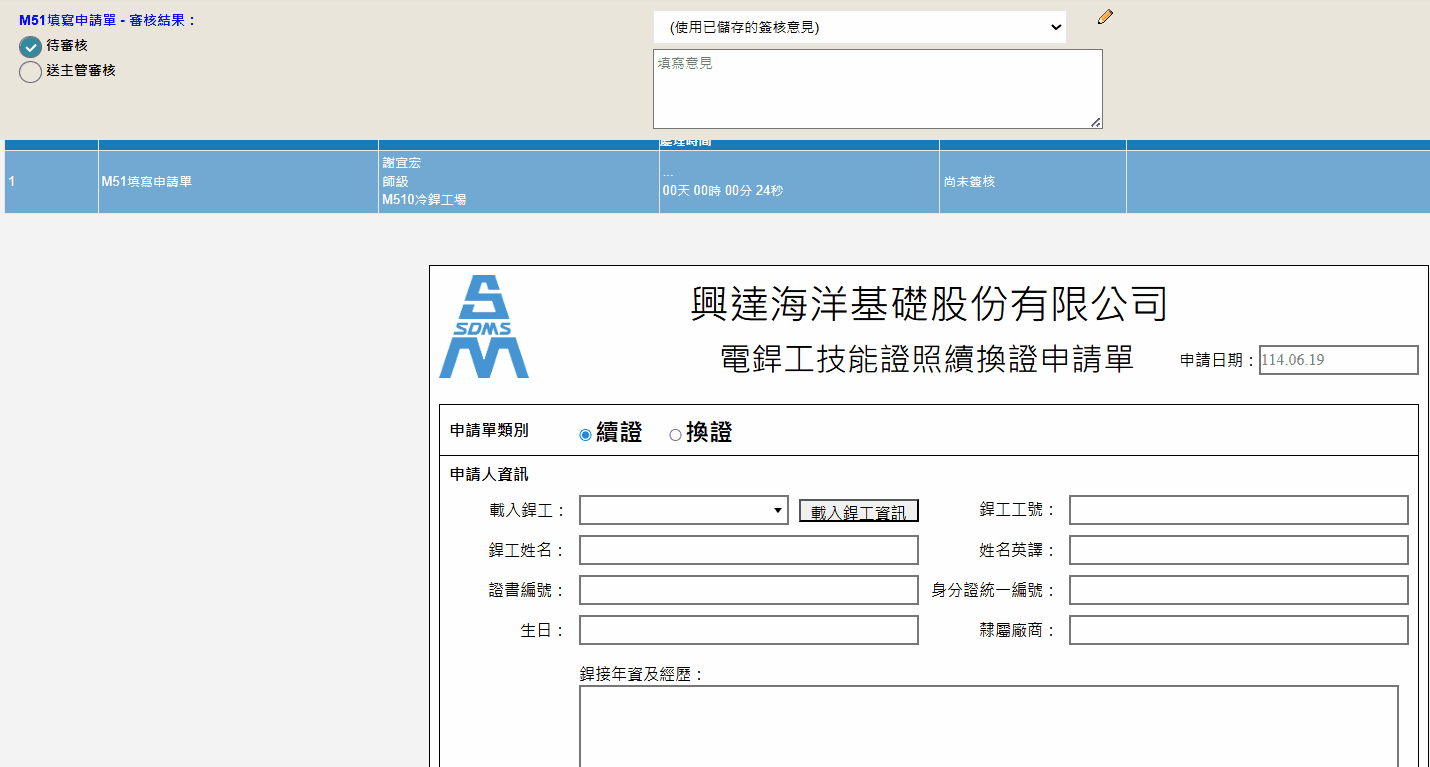 M51填寫申請單 - 審核結果：
待審核
送主管審核
(使用已儲存的簽核意見)
填寫意見
處理時間
1 M51填寫申請單 謝宜宏 ... 尚未簽核
師級 00天 00時 00分 24秒
M510冷銲工場
SDMS
興達海洋基礎股份有限公司
電銲工技能證照續換證申請單
申請日期：114.06.19
申請單類別 續證 換證
申請人資訊
載入銲工： 載入銲工資訊 銲工工號：
銲工姓名： 姓名英譯：
證書編號： 身分證統一編號：
生日： 隸屬廠商：
銲接年資及經歷：